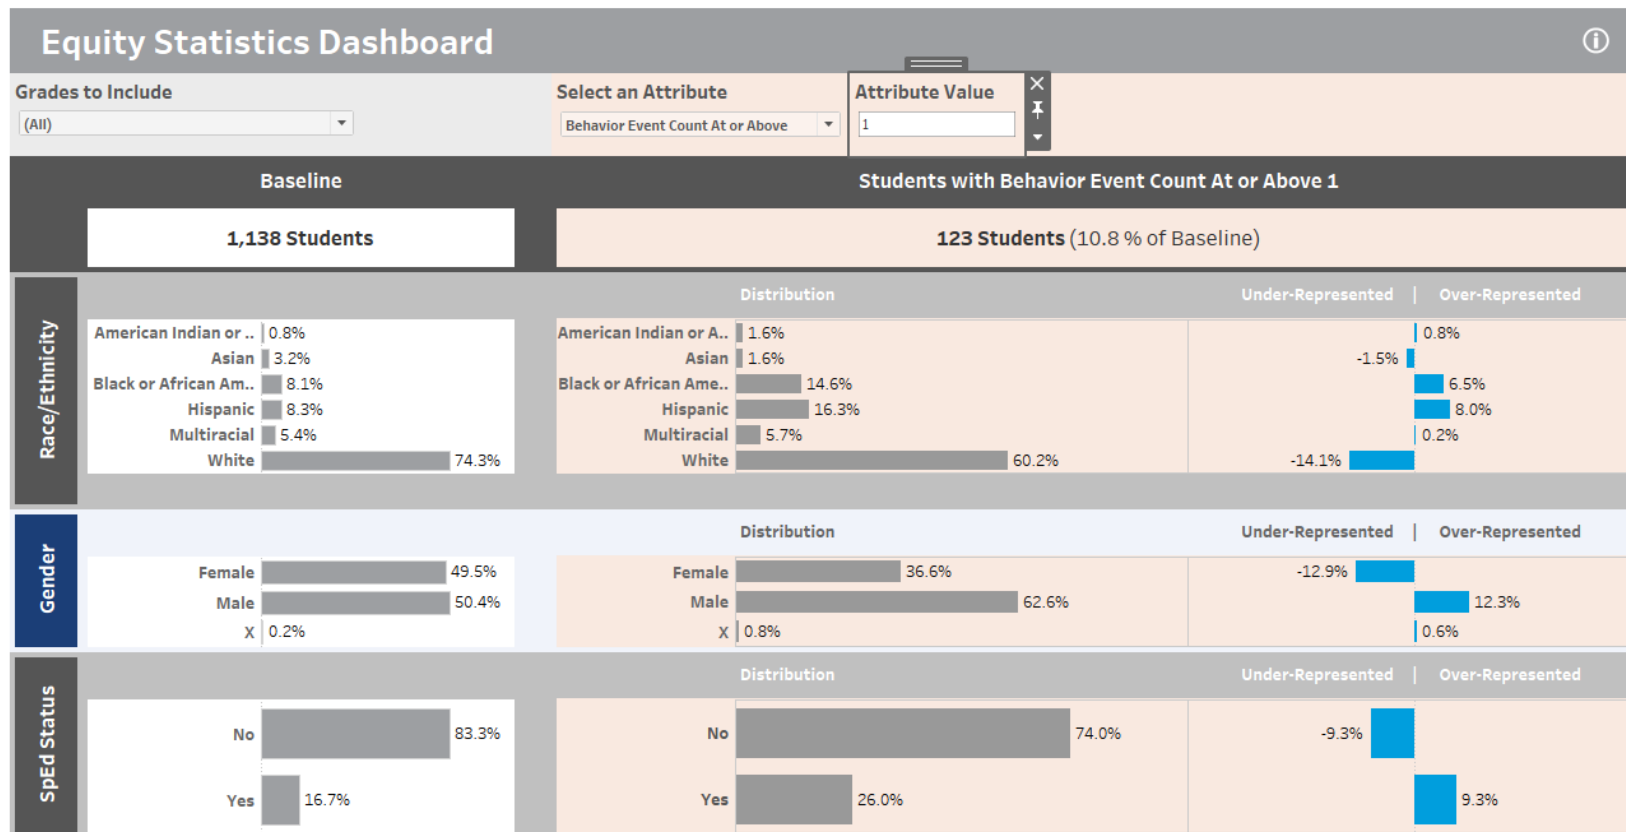 Equity Statistics Dashboard
Grades to Include
Select an Attribute
Attribute Value
(All)
Behavior Event Count At or Above
1
Baseline
Students with Behavior Event Count At or Above 1
1,138 Students
123 Students (10.8 % of Baseline)
Race/Ethnicity
Distribution
Under-Represented | Over-Represented
American Indian or .. 0.8% American Indian or A.. 1.6% 0.8%
Asian 3.2% Asian 1.6% -1.5%
Black or African Am.. 8.1% Black or African Ame.. 14.6% 6.5%
Hispanic 8.3% Hispanic 16.3% 8.0%
Multiracial 5.4% Multiracial 5.7% 0.2%
White 74.3% White 60.2% -14.1%
Gender
Distribution
Under-Represented | Over-Represented
Female 49.5% Female 36.6% -12.9%
Male 50.4% Male 62.6% 12.3%
X 0.2% X 0.8% 0.6%
SpEd Status
Distribution
Under-Represented | Over-Represented
No 83.3% No 74.0% -9.3%
Yes 16.7% Yes 26.0% 9.3%